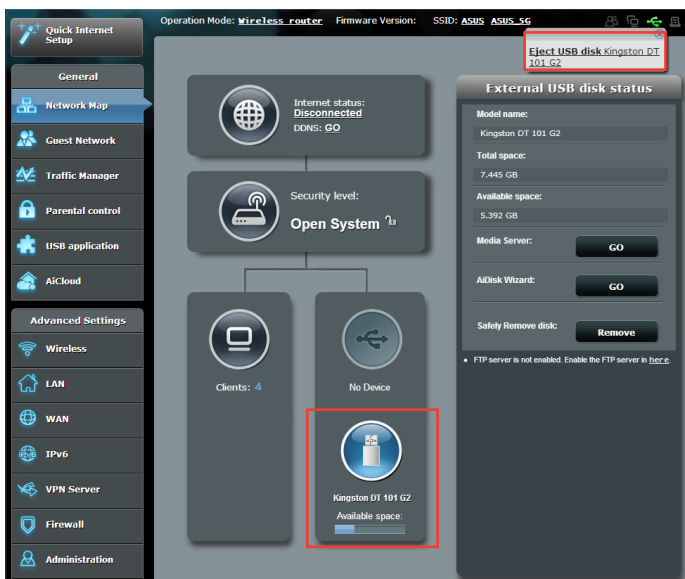 Quick Internet
Setup
Operation Mode: Wireless router Firmware Version: SSID: ASUS ASUS_5G
Eject USB disk Kingston DT
101 G2
General
Network Map
Guest Network
Traffic Manager
Parental control
USB application
AiCloud
Advanced Settings
Wireless
LAN
WAN
IPv6
IPv6
VPN Server
Firewall
Administration
Internet status:
Disconnected
DDNS: GO
Security level:
Open System
Clients: 4
No Device
Kingston DT 101 G2
Available space:
External USB disk status
Model name:
Kingston DT 101 G2
Total space:
7.445 GB
Available space:
5.392 GB
Media Server: GO
AiDisk Wizard: GO
Safely Remove disk: Remove
• FTP server is not enabled. Enable the FTP server in here.